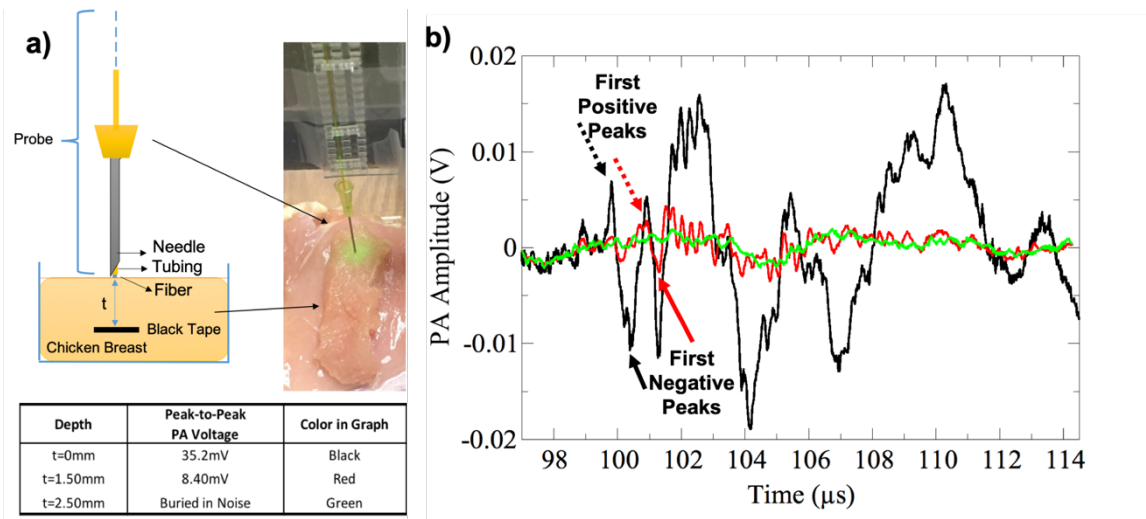 a)
Probe
Needle
Tubing
Fiber
t
Black Tape
Chicken Breast
Depth Peak-to-Peak PA Voltage Color in Graph
t=0mm 35.2mV Black
t=1.50mm 8.40mV Red
t=2.50mm Buried in Noise Green
b)
PA Amplitude (V)
0.02
0.01
0
-0.01
-0.02
First
Positive
Peaks
First
Negative
Peaks
98 100 102 104 106 108 110 112 114
Time (µs)